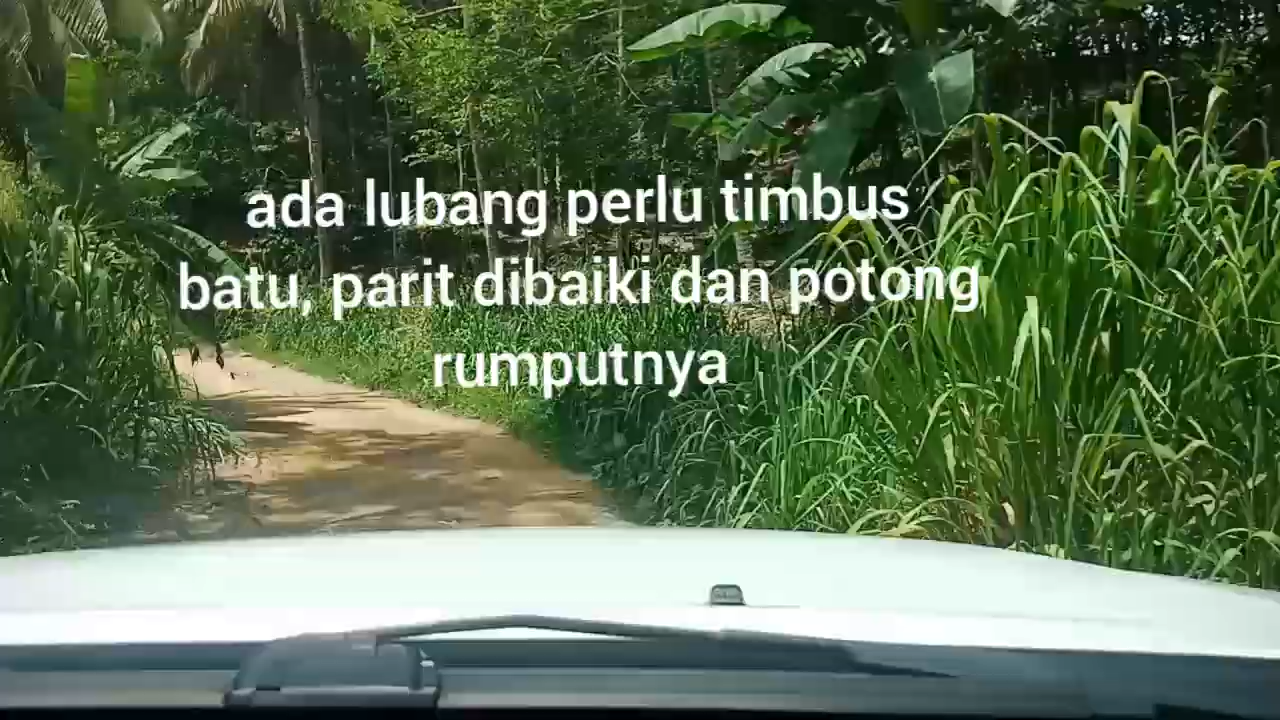 ada lubang perlu timbus
batu, parit dibaiki dan potong
rumputnya